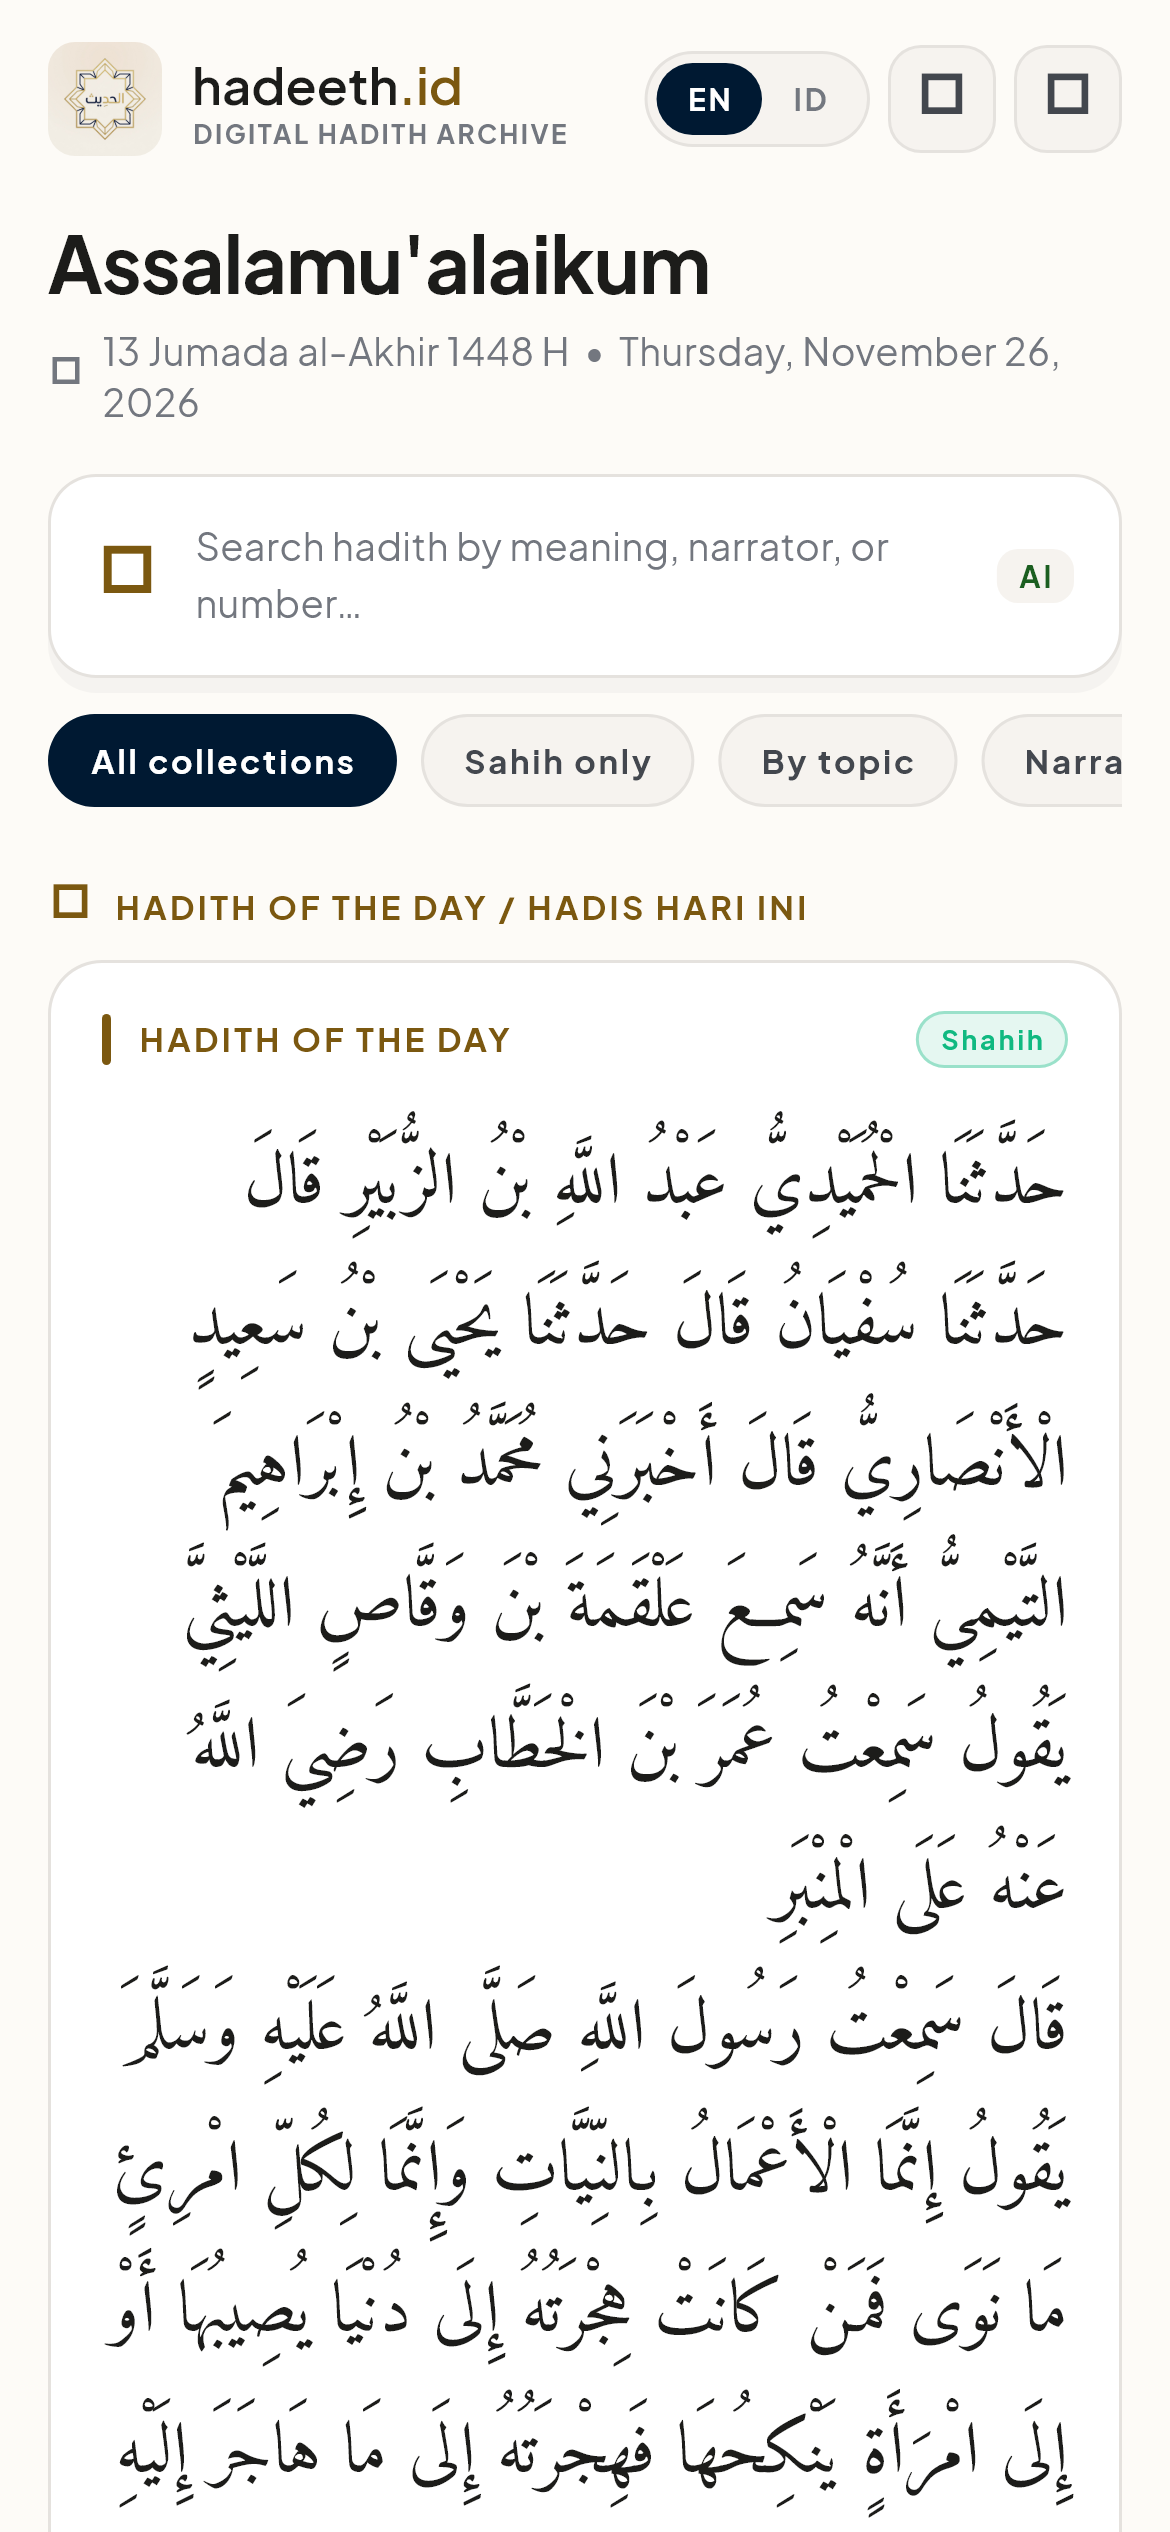 الحديث
hadeeth.id
DIGITAL HADITH ARCHIVE
EN ID
Assalamu'alaikum
13 Jumada al-Akhir 1448 H • Thursday, November 26,
2026
Search hadith by meaning, narrator, or
number...
AI
All collections Sahih only By topic Narra
HADITH OF THE DAY / HADIS HARI INI
HADITH OF THE DAY
Shahih
حَدَّثَنَا الْحُمَيْدِيُّ عَبْدُ اللَّهِ بْنُ الزُّبَيْرِ قَالَ
حَدَّثَنَا سُفْيَانُ قَالَ حَدَّثَنَا يَحْيَى بْنُ سَعِيدٍ
الْأَنْصَارِيُّ قَالَ أَخْبَرَنِي مُحَمَّدُ بْنُ إِبْرَاهِيمَ
التَّيْمِيُّ أَنَّهُ سَمِعَ عَلْقَمَةَ بْنَ وَقَّاصٍ اللَّيْثِيَّ
يَقُولُ سَمِعْتُ عُمَرَ بْنَ الْخَطَّابِ رَضِيَ اللَّهُ
عَنْهُ عَلَى الْمِنْبَرِ
قَالَ سَمِعْتُ رَسُولَ اللَّهِ صَلَّى اللَّهُ عَلَيْهِ وَسَلَّمَ
يَقُولُ إِنَّمَا الْأَعْمَالُ بِالنِّيَّاتِ وَإِنَّمَا لِكُلِّ امْرِئٍ
مَا نَوَى فَمَنْ كَانَتْ هِجْرَتُهُ إِلَى دُنْيَا يُصِيبُهَا أَوْ
إِلَى امْرَأَةٍ يَنْكِحُهَا فَهِجْرَتُهُ إِلَى مَا هَاجَرَ إِلَيْهِ